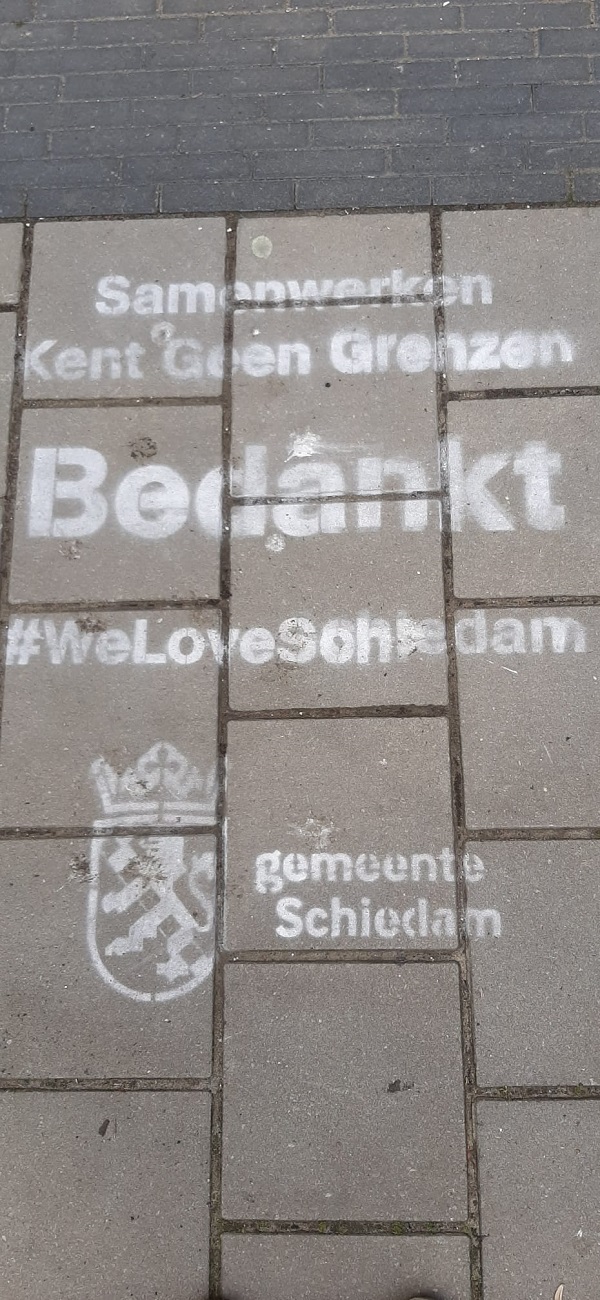 Samenwerken
Kent Geen Grenzen
Bedankt
#WeLoveSchiedam
gemeente
Schiedam